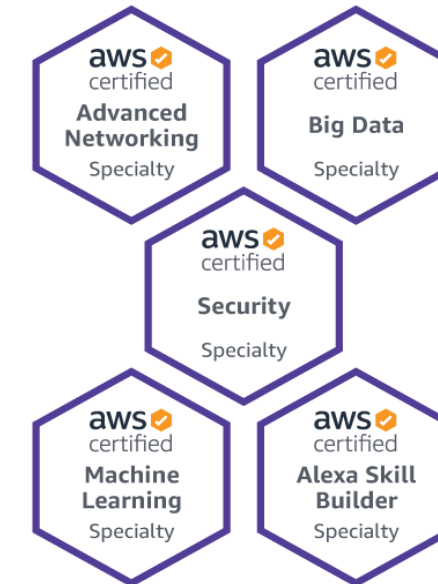 aws
certified
Advanced
Networking
Specialty
aws
certified
Big Data
Specialty
aws
certified
Security
Specialty
aws
certified
Machine
Learning
Specialty
aws
certified
Alexa Skill
Builder
Specialty